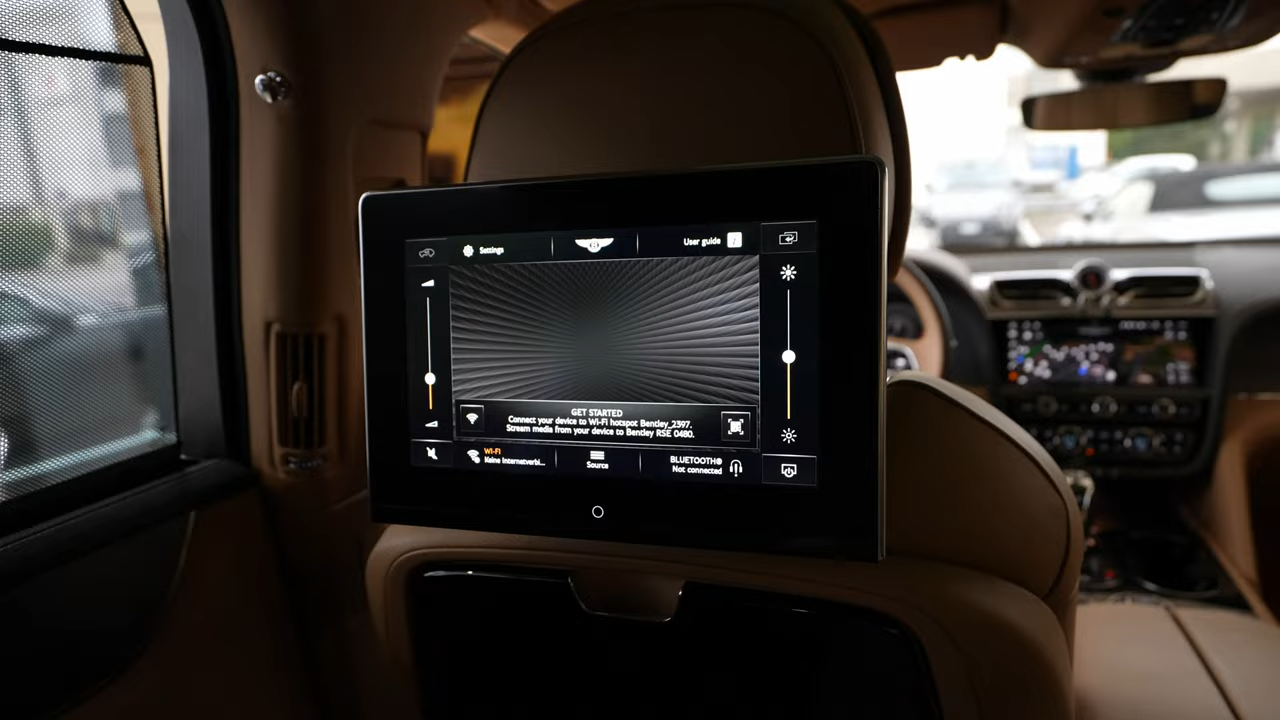 Settings
B
User guide
i
GET STARTED
Connect your device to Wi-Fi hotspot Bentley_2397.
Stream media from your device to Bentley RSE 0480.
Wi-Fi
Keine Internetverbi...
Source
BLUETOOTH®
Not connected